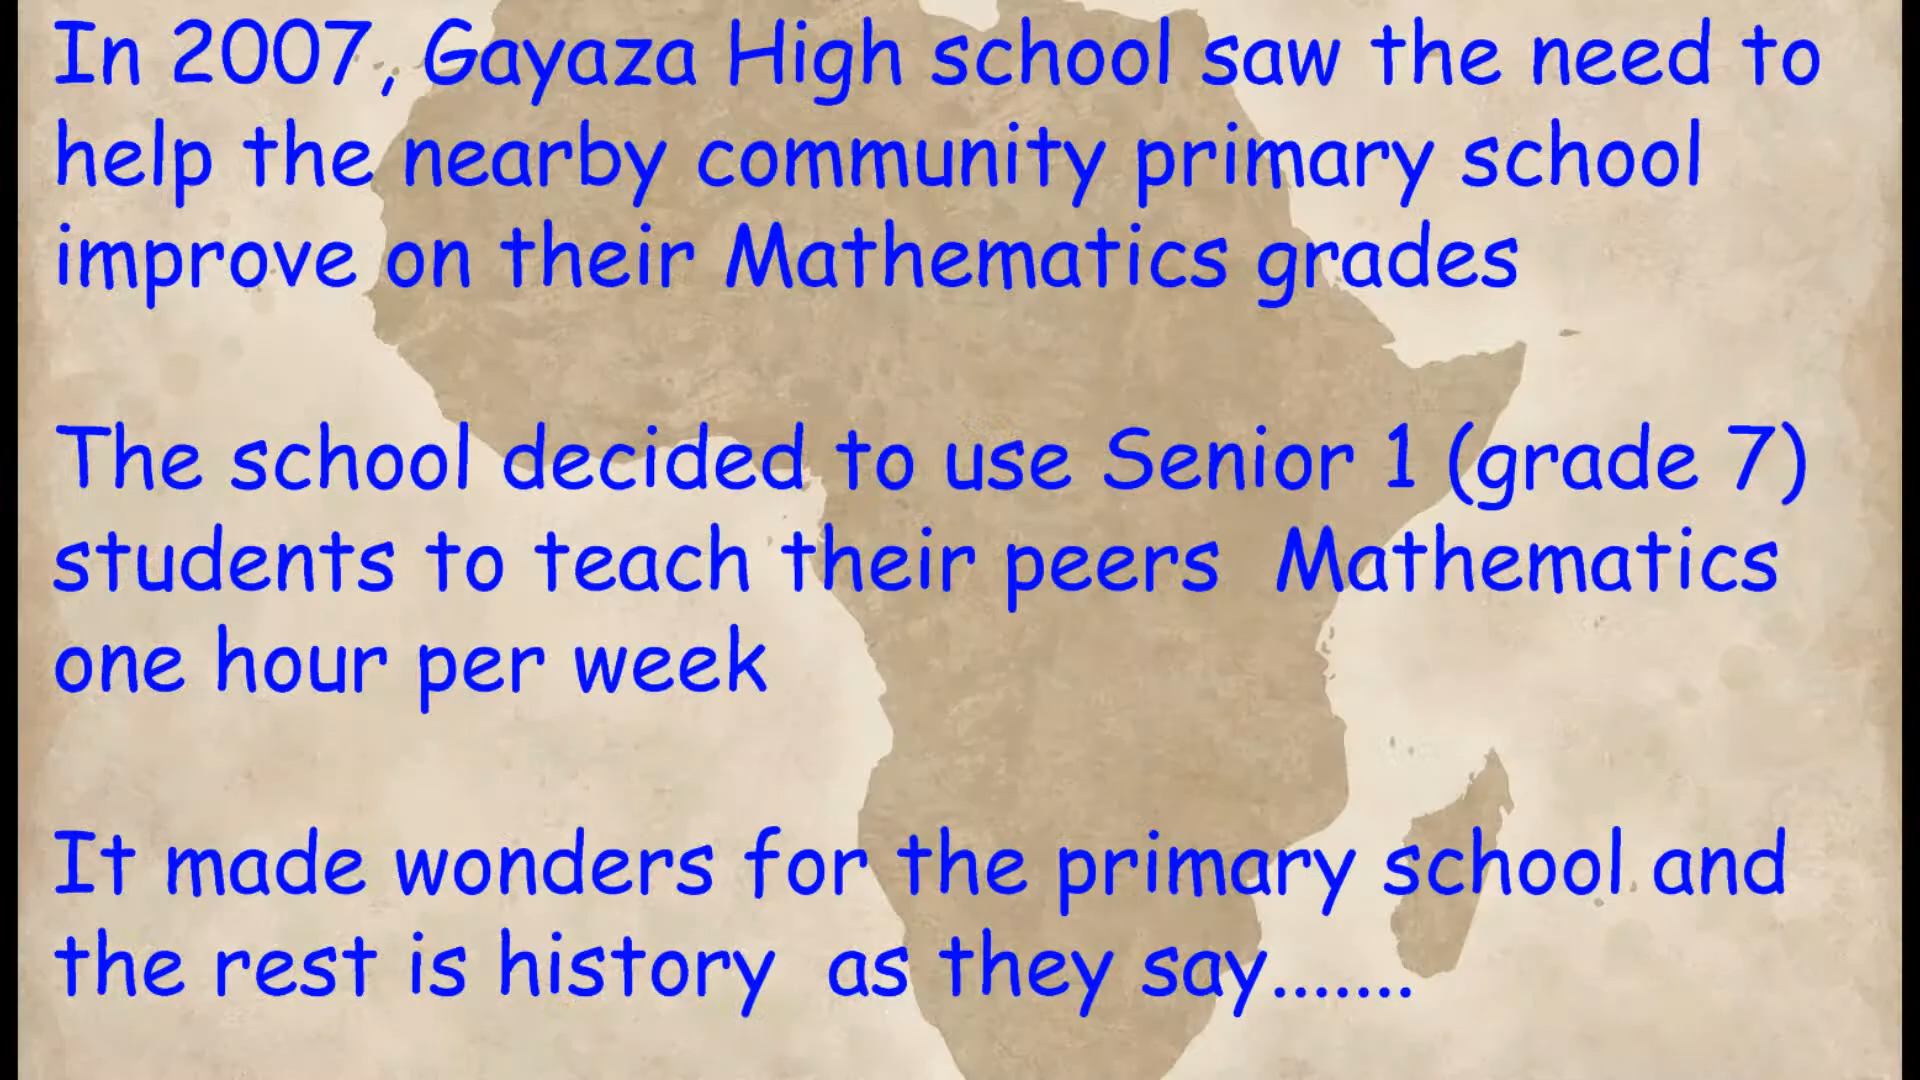 In 2007, Gayaza High school saw the need to
help the nearby community primary school
improve on their Mathematics grades
The school decided to use Senior 1 (grade 7)
students to teach their peers  Mathematics
one hour per week
It made wonders for the primary school and
the rest is history  as they say.......